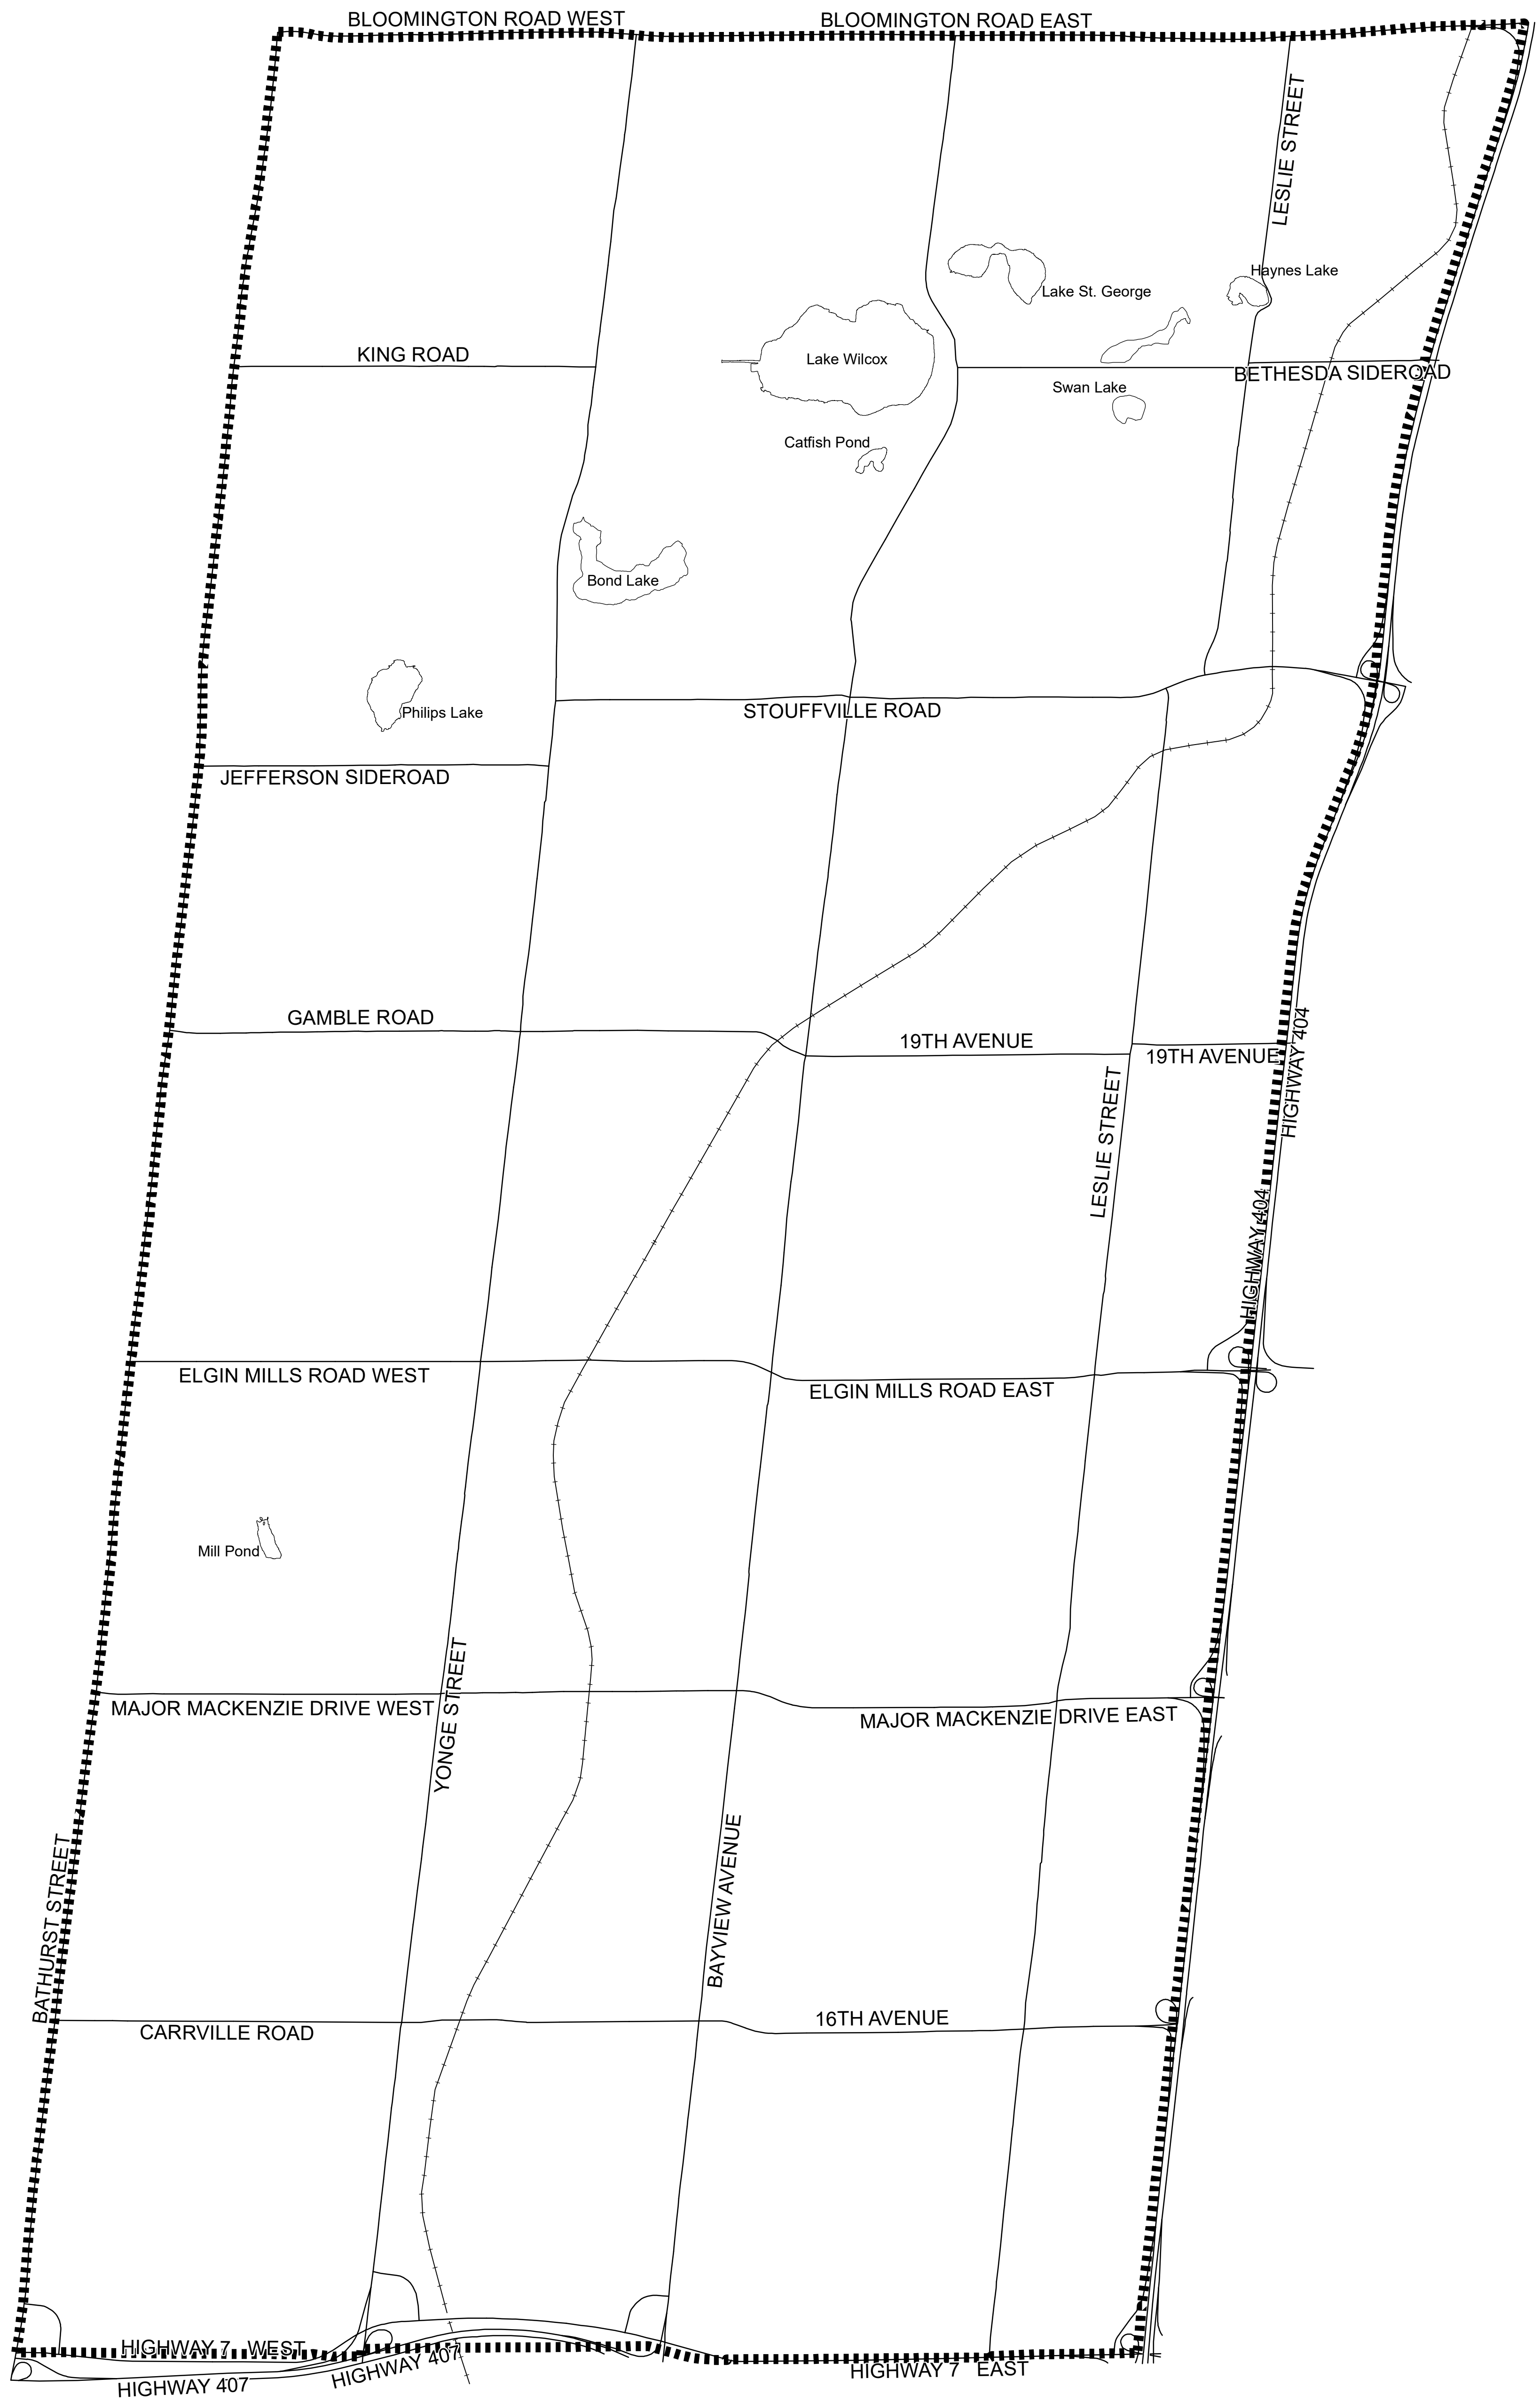 BLOOMINGTON ROAD WEST
BLOOMINGTON ROAD EAST
LESLIE STREET
Haynes Lake
Lake St. George
KING ROAD
Lake Wilcox
BETHESDA SIDEROAD
Swan Lake
Catfish Pond
Bond Lake
Philips Lake
STOUFFVILLE ROAD
JEFFERSON SIDEROAD
GAMBLE ROAD
19TH AVENUE
19TH AVENUE
HIGHWAY 404
LESLIE STREET
HIGHWAY 404
ELGIN MILLS ROAD WEST
ELGIN MILLS ROAD EAST
Mill Pond
YONGE STREET
MAJOR MACKENZIE DRIVE WEST
MAJOR MACKENZIE DRIVE EAST
BATHURST STREET
BAYVIEW AVENUE
16TH AVENUE
CARRVILLE ROAD
HIGHWAY 7 WEST
HIGHWAY 407
HIGHWAY 407
HIGHWAY 7 EAST